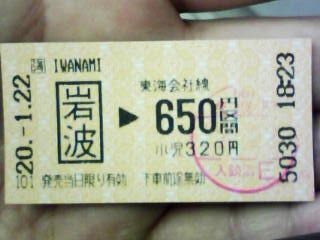 IWANAMI
岩波
東海会社線
▶ 650円区間
小児320円
101 発売当日限り有効 下車前途無効
20.-1.22
5030 18-23